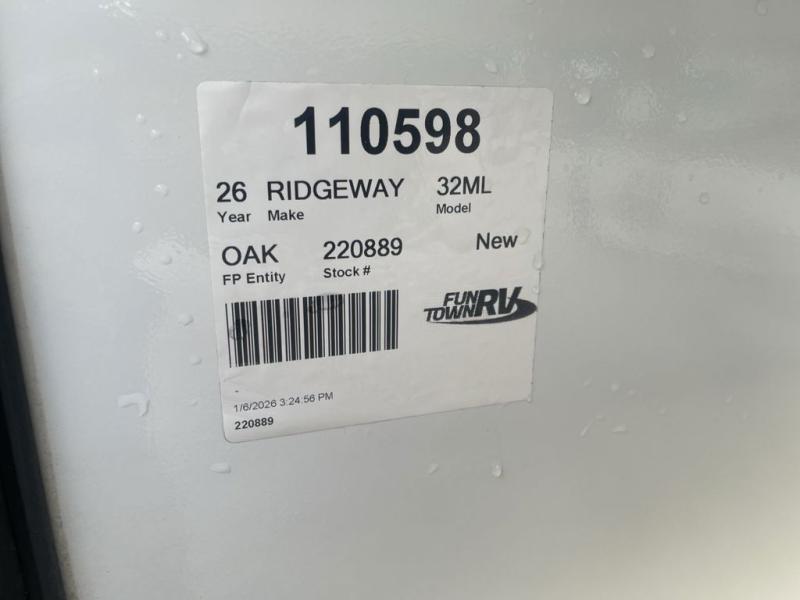 110598
26 RIDGEWAY 32ML
Year Make Model
OAK 220889 New
FP Entity Stock #
FUN TOWN RV
-
1/6/2026 3:24:56 PM
220889